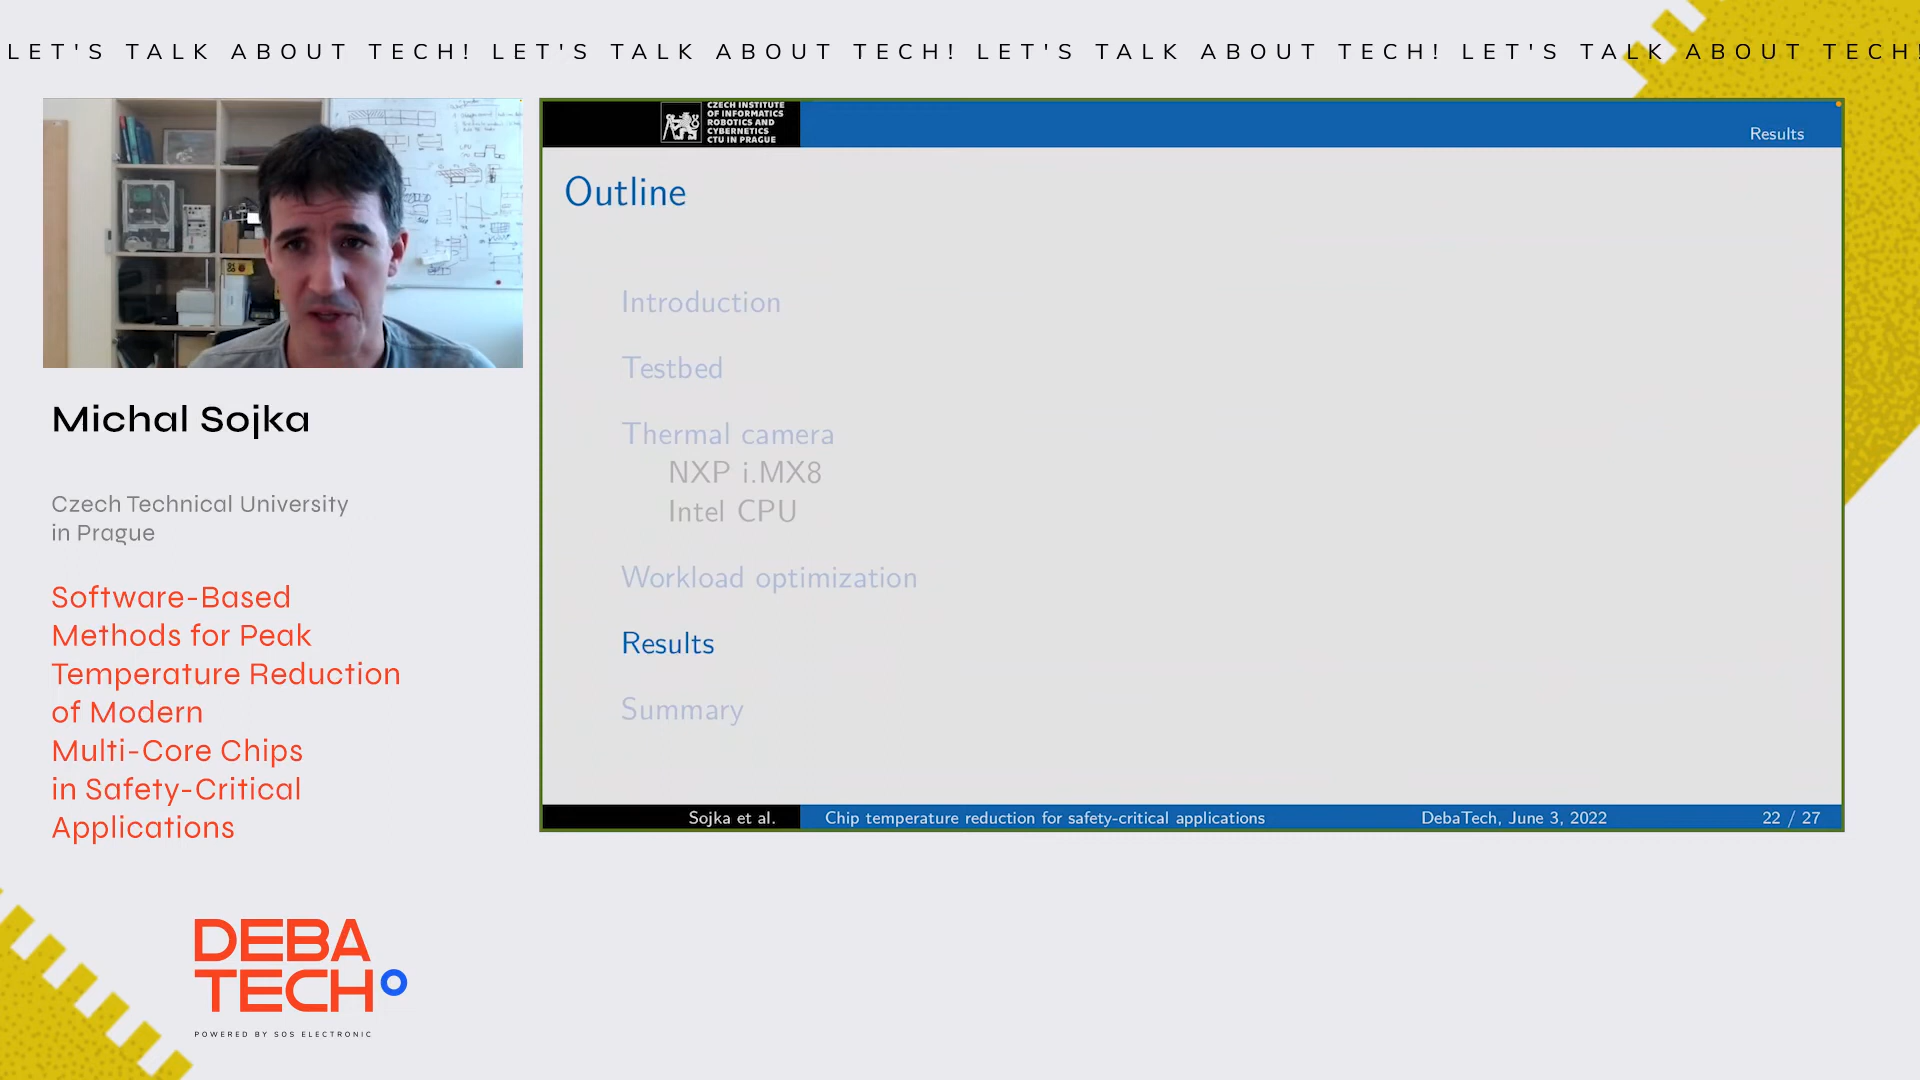 LET'S TALK ABOUT TECH! LET'S TALK ABOUT TECH! LET'S TALK ABOUT TECH! LET'S TALK ABOUT TECH!
Michal Sojka
Czech Technical University
in Prague
Software-Based
Methods for Peak
Temperature Reduction
of Modern
Multi-Core Chips
in Safety-Critical
Applications
DEBA
TECH
POWERED BY SOS ELECTRONIC
CZECH INSTITUTE
OF INFORMATICS
ROBOTICS AND
CYBERNETICS
CTU IN PRAGUE
Results
Outline
Introduction
Testbed
Thermal camera
NXP i.MX8
Intel CPU
Workload optimization
Results
Summary
Sojka et al.
Chip temperature reduction for safety-critical applications
DebaTech, June 3, 2022
22 / 27